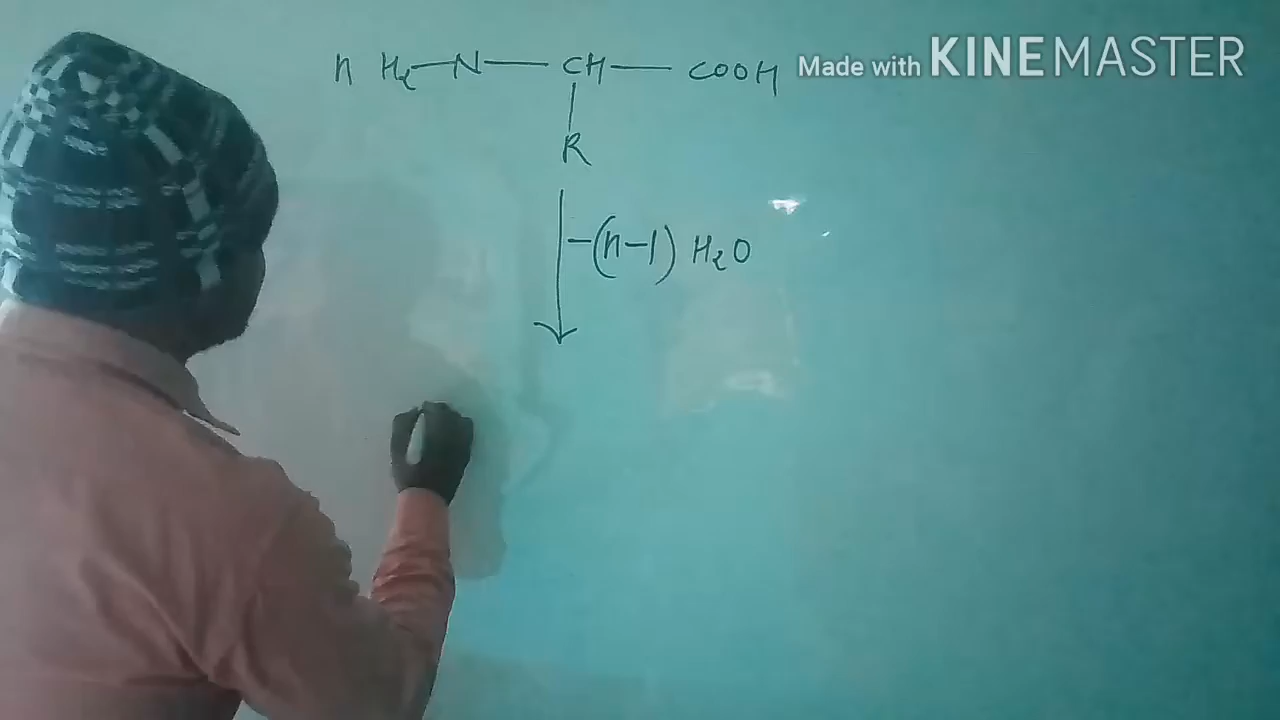 n H₂—N—CH—COOH
R
—(n—1) H₂O
Made with KINEMASTER